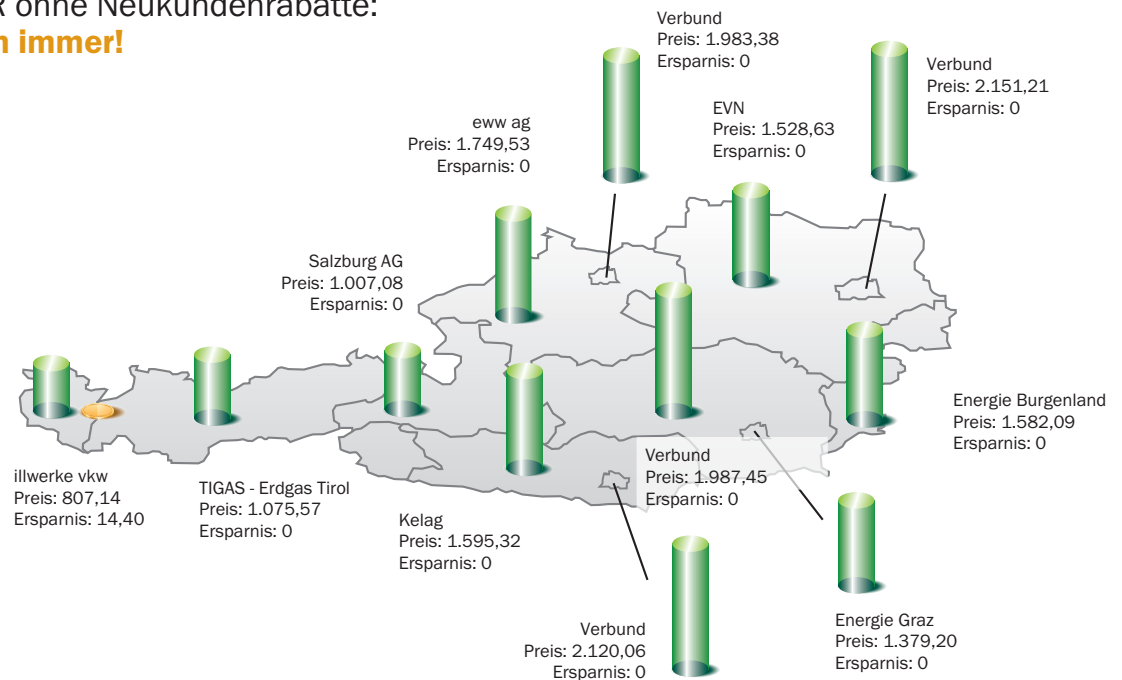 ohne Neukundenrabatte:
immer!
Verbund
Preis: 1.983,38
Ersparnis: 0
Verbund
Preis: 2.151,21
Ersparnis: 0
EVN
Preis: 1.528,63
Ersparnis: 0
eww ag
Preis: 1.749,53
Ersparnis: 0
Salzburg AG
Preis: 1.007,08
Ersparnis: 0
Energie Burgenland
Preis: 1.582,09
Ersparnis: 0
Verbund
Preis: 1.987,45
Ersparnis: 0
illwerke vkw
Preis: 807,14
Ersparnis: 14,40
TIGAS - Erdgas Tirol
Preis: 1.075,57
Ersparnis: 0
Kelag
Preis: 1.595,32
Ersparnis: 0
Verbund
Preis: 2.120,06
Ersparnis: 0
Energie Graz
Preis: 1.379,20
Ersparnis: 0